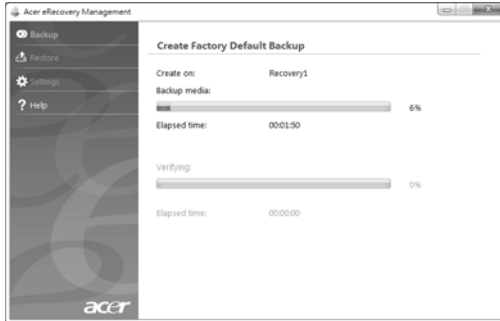 Acer eRecovery Management
Backup
Restore
Settings
? Help
Create Factory Default Backup
Create on: Recovery1
Backup media:
6%
Elapsed time: 00:01:50
Verifying:
0%
Elapsed time: 00:00:00
acer